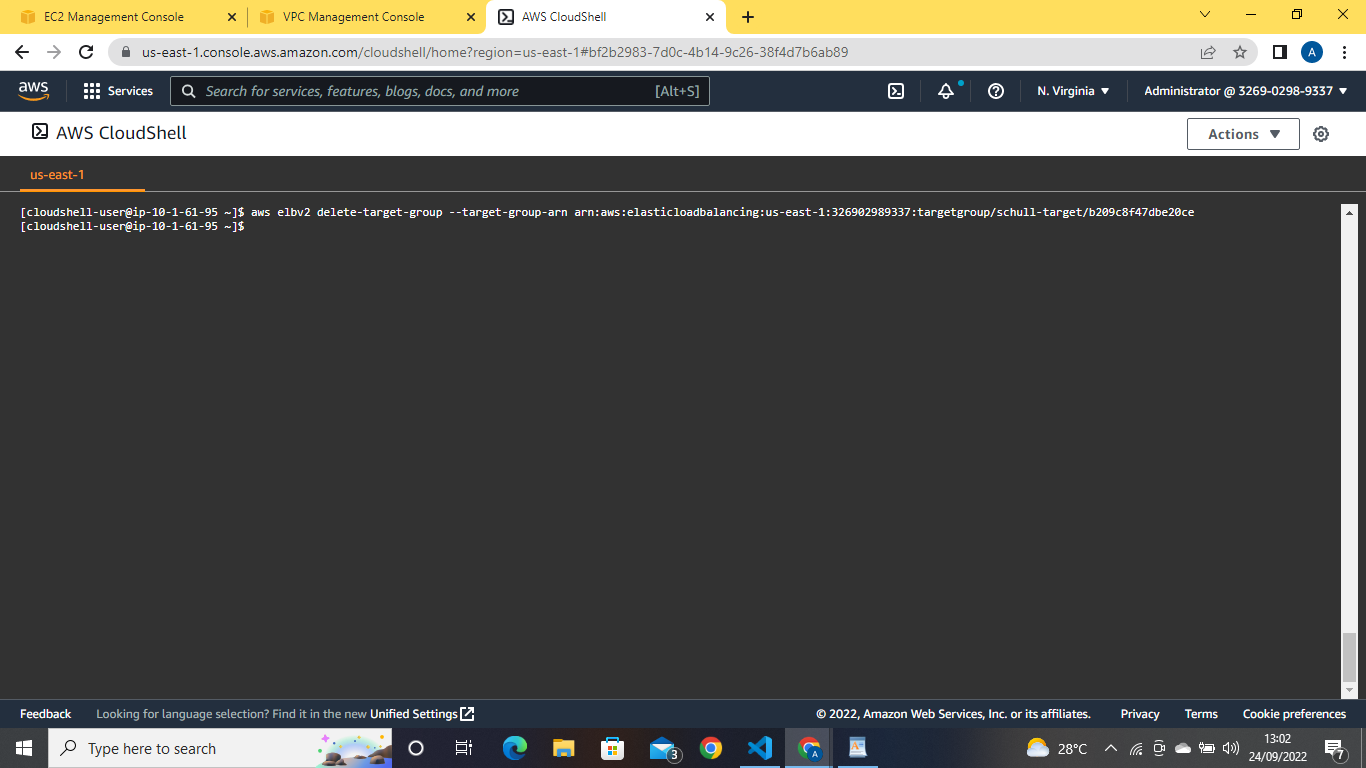 EC2 Management Console
VPC Management Console
AWS CloudShell
us-east-1.console.aws.amazon.com/cloudshell/home?region=us-east-1#bf2b2983-7d0c-4b14-9c26-38f4d7b6ab89
A
aws
Services
Search for services, features, blogs, docs, and more
[Alt+S]
N. Virginia
Administrator @ 3269-0298-9337
AWS CloudShell
Actions
us-east-1
[cloudshell-user@ip-10-1-61-95 ~]$ aws elbv2 delete-target-group --target-group-arn arn:aws:elasticloadbalancing:us-east-1:326902989337:targetgroup/schull-target/b209c8f47dbe20ce
[cloudshell-user@ip-10-1-61-95 ~]$
Feedback
Looking for language selection? Find it in the new Unified Settings
© 2022, Amazon Web Services, Inc. or its affiliates.
Privacy
Terms
Cookie preferences
Type here to search
3
A
28°C
13:02
24/09/2022
7